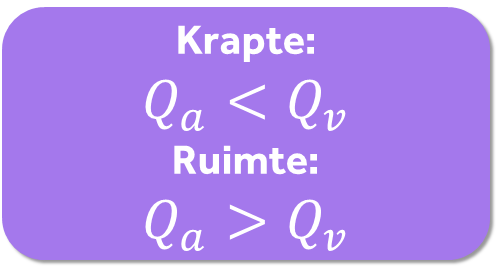 Krapte:
Qₐ < Qᵥ
Ruimte:
Qₐ > Qᵥ